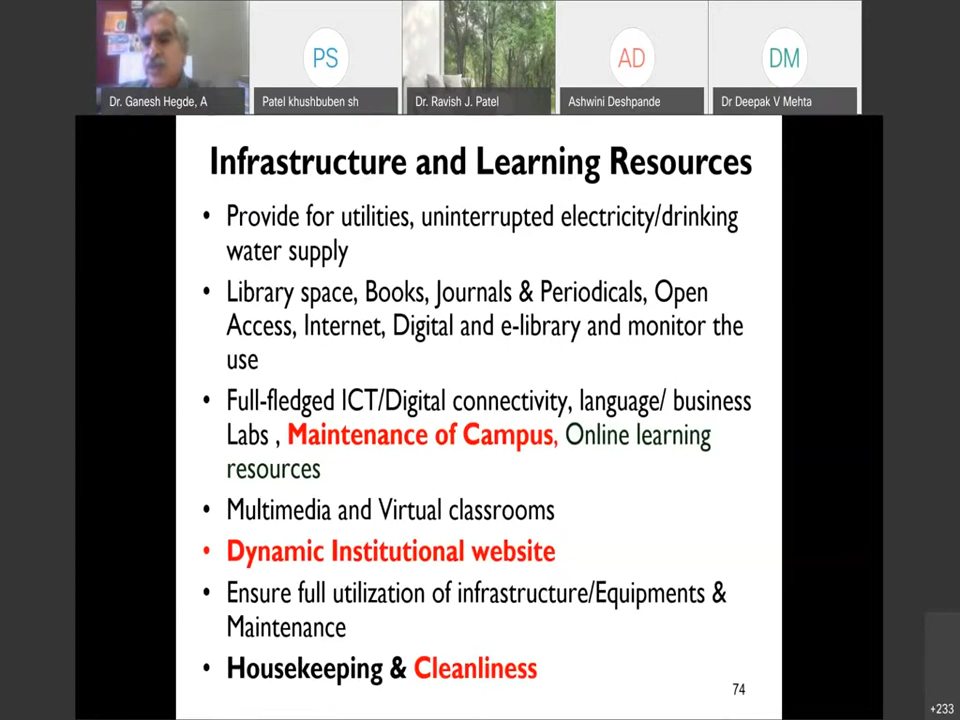 PS
AD
DM
Dr. Ganesh Hegde, A
Patel khushbuben sh
Dr. Ravish J. Patel
Ashwini Deshpande
Dr Deepak V Mehta
Infrastructure and Learning Resources
• Provide for utilities, uninterrupted electricity/drinking
water supply
• Library space, Books, Journals & Periodicals, Open
Access, Internet, Digital and e-library and monitor the
use
• Full-fledged ICT/Digital connectivity, language/ business
Labs , Maintenance of Campus, Online learning
resources
• Multimedia and Virtual classrooms
• Dynamic Institutional website
• Ensure full utilization of infrastructure/Equipments &
Maintenance
• Housekeeping & Cleanliness
74
+233